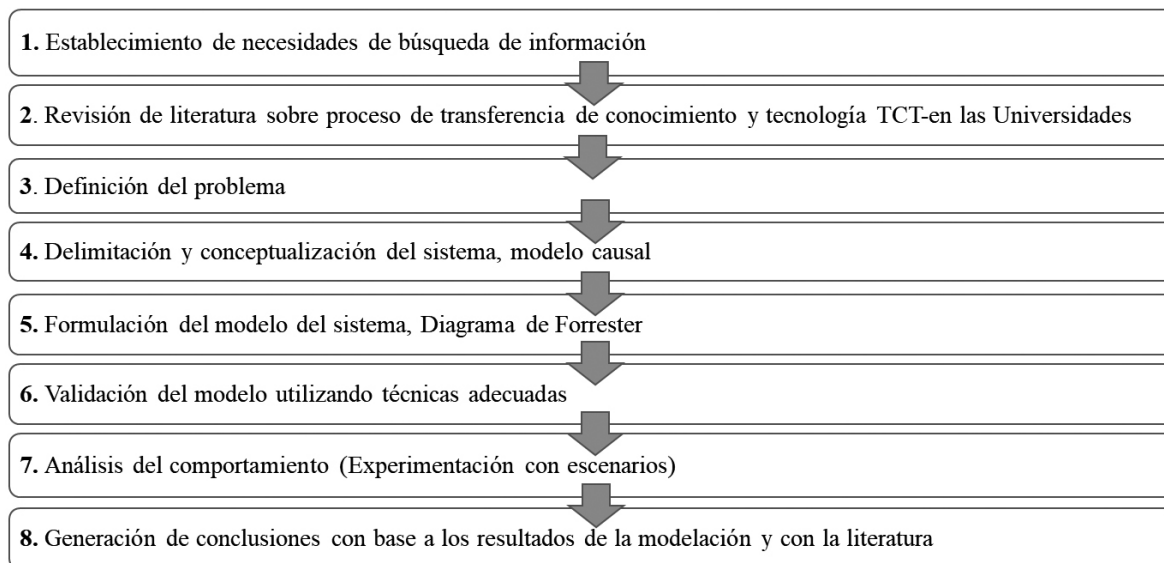 1. Establecimiento de necesidades de búsqueda de información
2. Revisión de literatura sobre proceso de transferencia de conocimiento y tecnología TCT-en las Universidades
3. Definición del problema
4. Delimitación y conceptualización del sistema, modelo causal
5. Formulación del modelo del sistema, Diagrama de Forrester
6. Validación del modelo utilizando técnicas adecuadas
7. Análisis del comportamiento (Experimentación con escenarios)
8. Generación de conclusiones con base a los resultados de la modelación y con la literatura